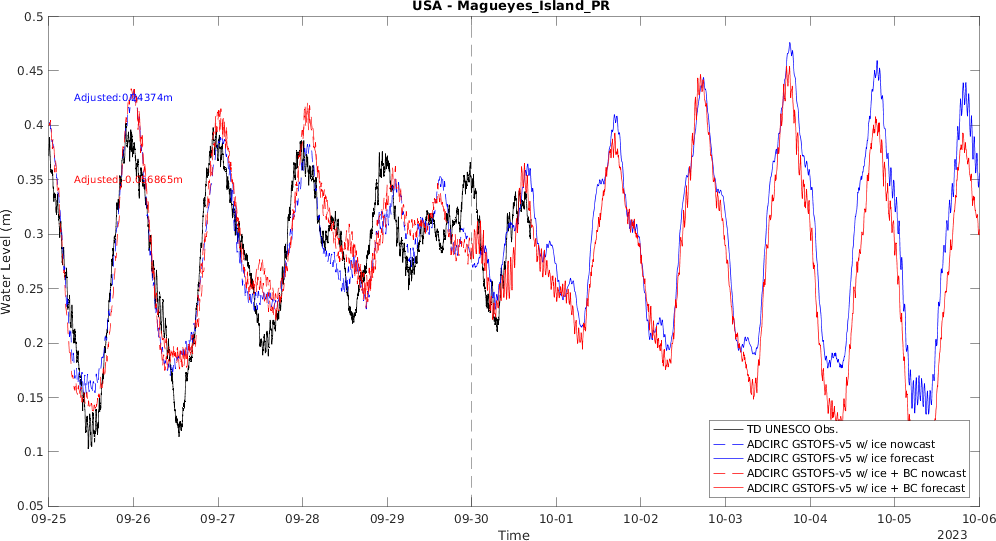 USA - Magueyes_Island_PR
0.5
0.45
0.4
0.35
0.3
0.25
0.2
0.15
0.1
0.05
Water Level (m)
Adjusted:
Adjusted:
TD UNESCO Obs.
ADCIRC GSTOFS-v5 w/ ice nowcast
ADCIRC GSTOFS-v5 w/ ice forecast
ADCIRC GSTOFS-v5 w/ ice + BC nowcast
ADCIRC GSTOFS-v5 w/ ice + BC forecast
09-25 09-26 09-27 09-28 09-29 09-30 10-01 10-02 10-03 10-04 10-05 10-06
Time
2023